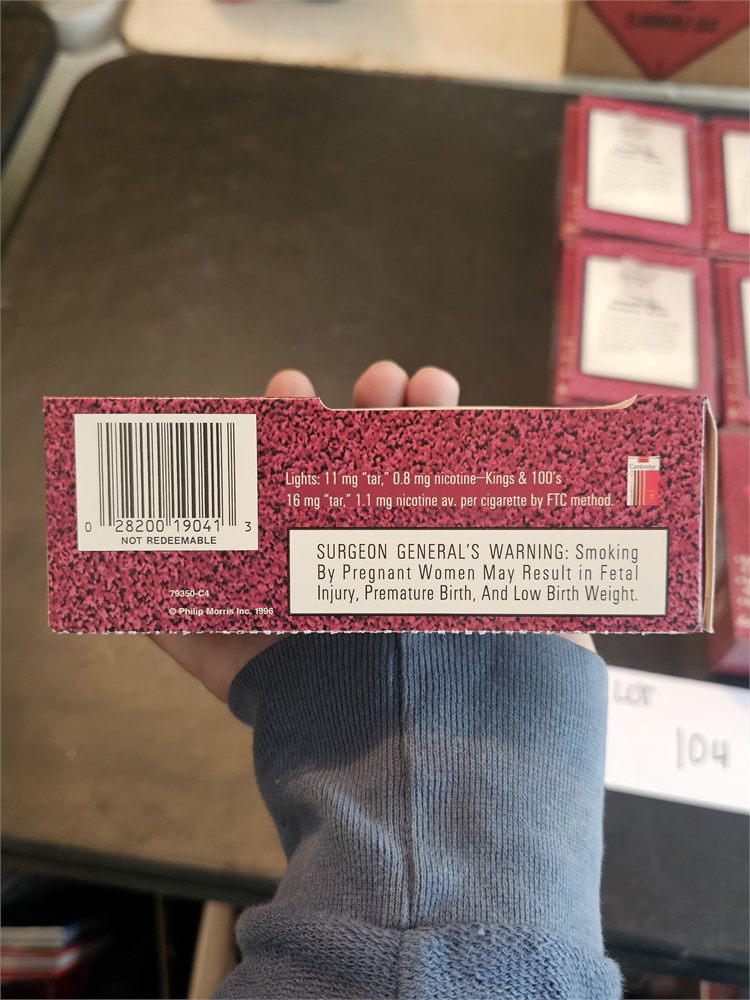 0 28200 19041 3
NOT REDEEMABLE
79350-C4
© Philip Morris Inc. 1996
Lights: 11 mg “tar,” 0.8 mg nicotine—Kings & 100's
16 mg “tar,” 1.1 mg nicotine av. per cigarette by FTC method.
Cambridge
SURGEON GENERAL'S WARNING: Smoking
By Pregnant Women May Result in Fetal
Injury, Premature Birth, And Low Birth Weight.
LOT
104